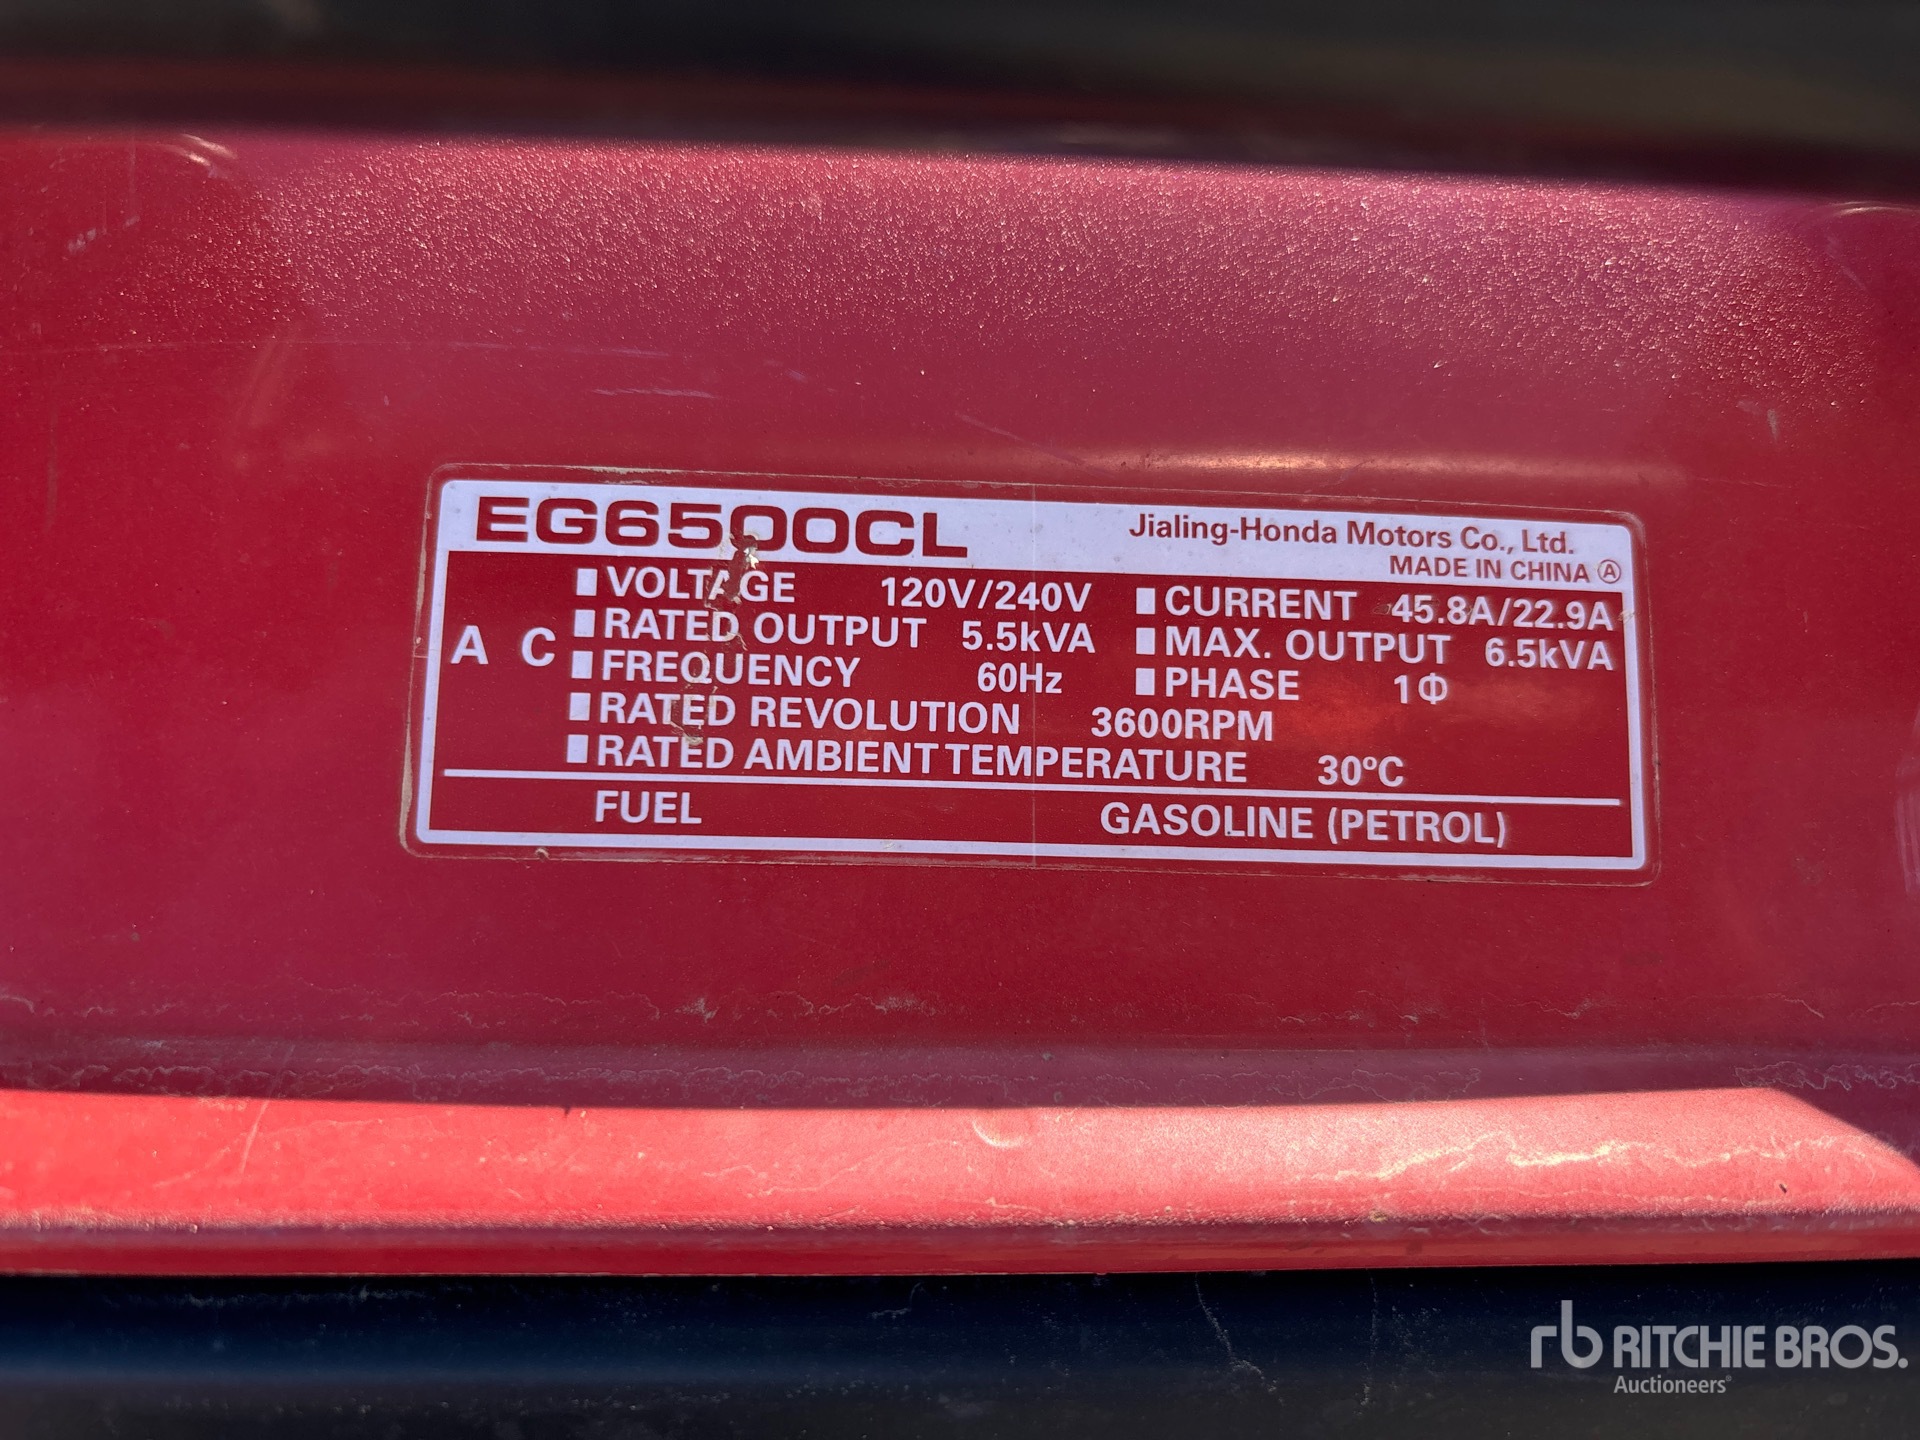 EG6500CL
Jialing-Honda Motors Co., Ltd.
MADE IN CHINA Ⓐ
A C
■ VOLTAGE 120V/240V ■ CURRENT 45.8A/22.9A
■ RATED OUTPUT 5.5kVA ■ MAX. OUTPUT 6.5kVA
■ FREQUENCY 60Hz ■ PHASE 1Φ
■ RATED REVOLUTION 3600RPM
■ RATED AMBIENT TEMPERATURE 30°C
FUEL GASOLINE (PETROL)
rb RITCHIE BROS.
Auctioneers®